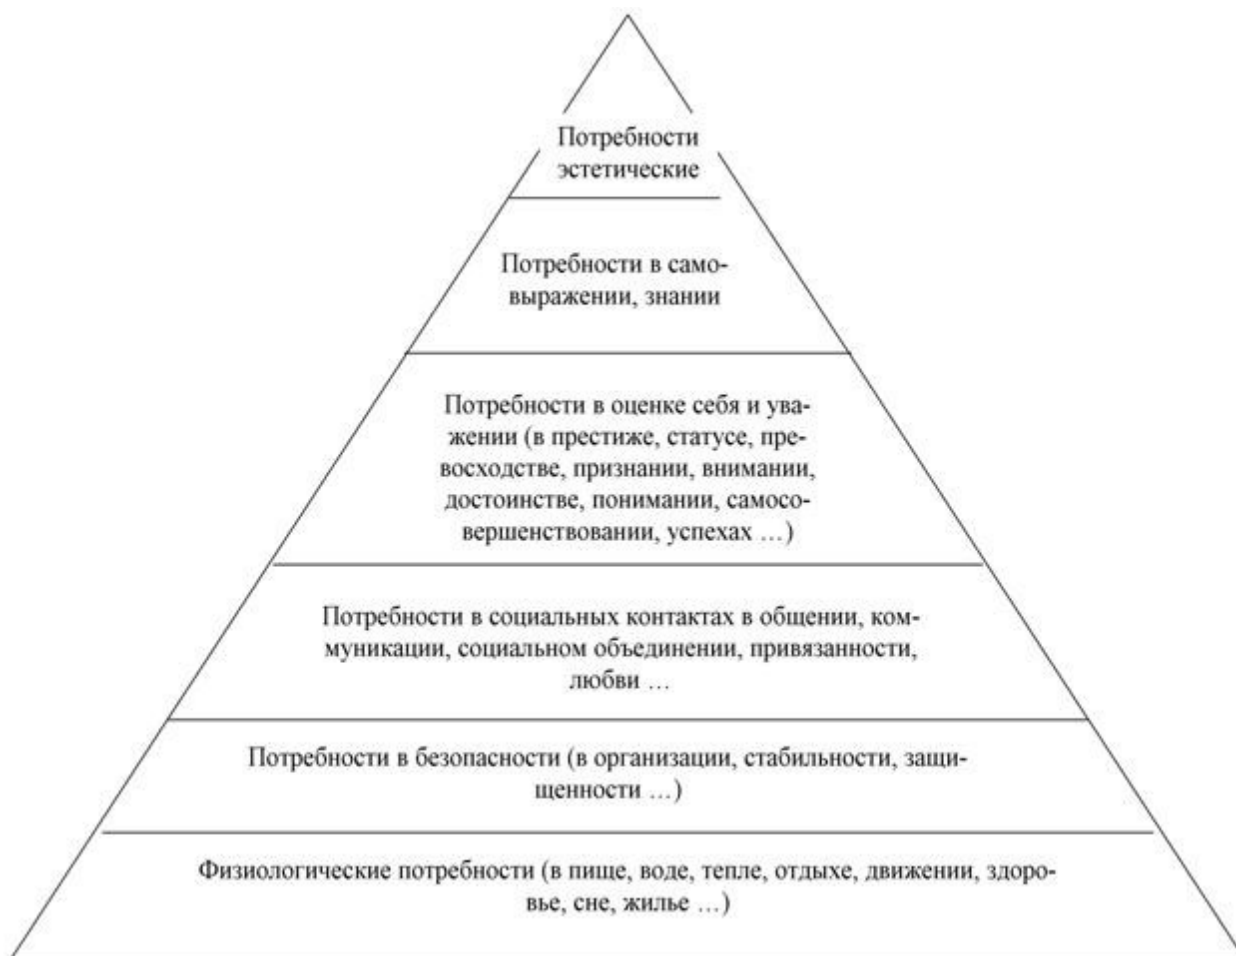 Потребности
эстетические
Потребности в само-
выражении, знании
Потребности в оценке себя и ува-
жении (в престиже, статусе, пре-
восходстве, признании, внимании,
достоинстве, понимании, самосо-
вершенствовании, успехах …)
Потребности в социальных контактах в общении, ком-
муникации, социальном объединении, привязанности,
любви …
Потребности в безопасности (в организации, стабильности, защи-
щенности …)
Физиологические потребности (в пище, воде, тепле, отдыхе, движении, здоро-
вье, сне, жилье …)